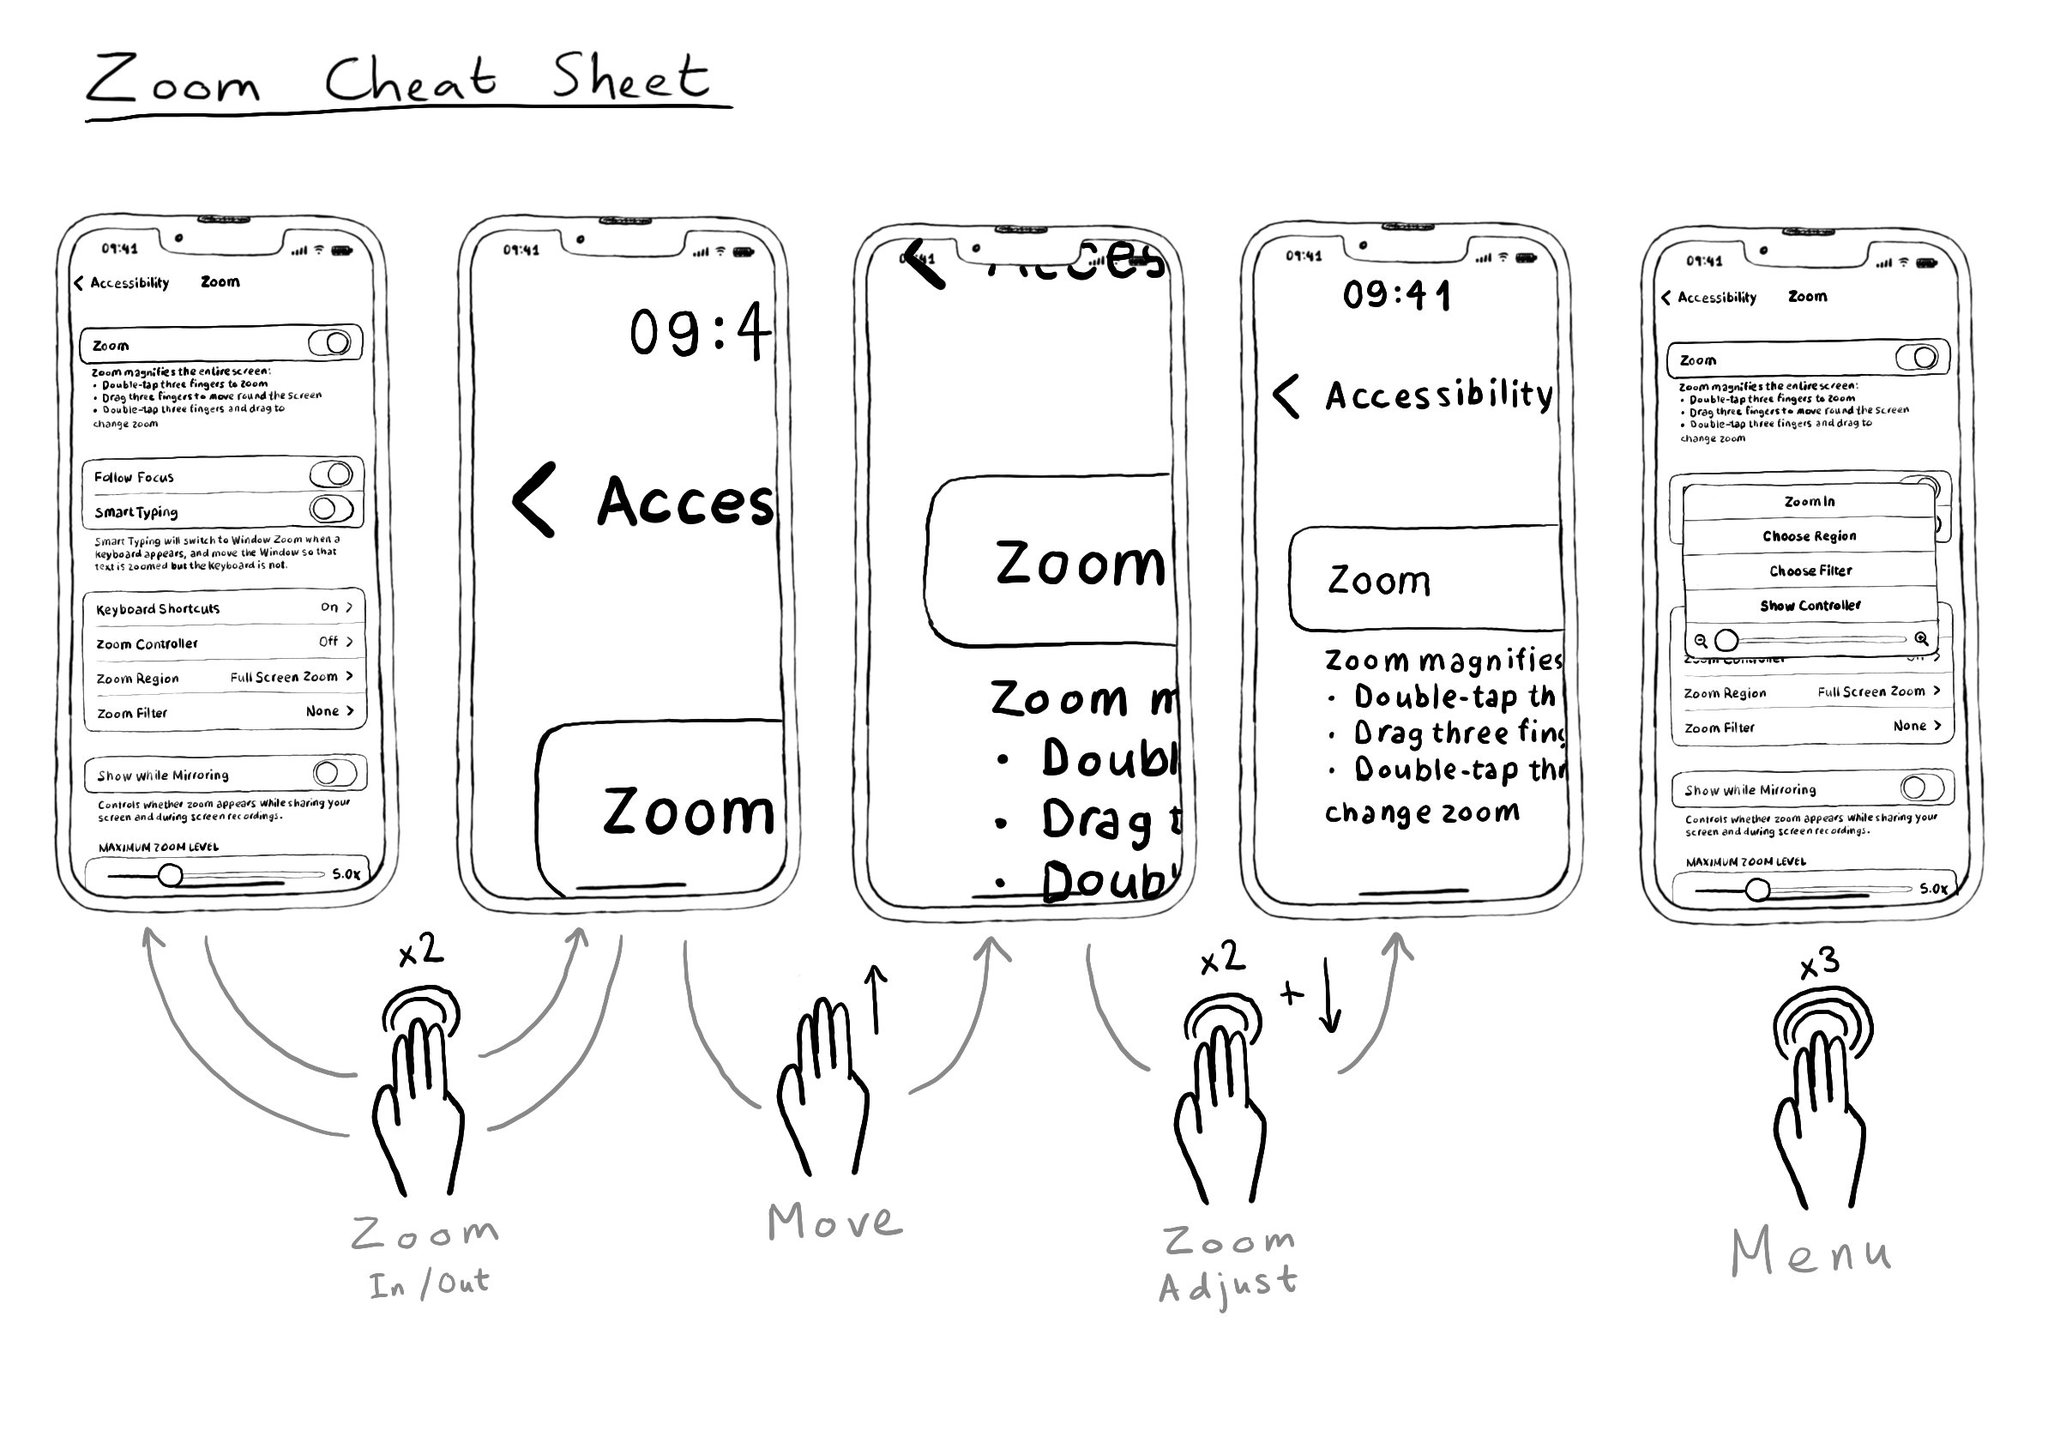 Zoom Cheat Sheet
09:41
Accessibility Zoom
Zoom
Zoom magnifies the entire screen:
• Double-tap three fingers to zoom
• Drag three fingers to move round the screen
• Double-tap three fingers and drag to
change zoom
Follow Focus
Smart Typing
Smart Typing will switch to Window Zoom when a
keyboard appears, and move the Window so that
text is zoomed but the keyboard is not.
Keyboard Shortcuts On
Zoom Controller Off
Zoom Region Full Screen Zoom
Zoom Filter None
Show while Mirroring
Controls whether zoom appears while sharing your
screen and during screen recordings.
MAXIMUM ZOOM LEVEL
5.0x
09:41
09:4
Acces
Zoom
41
Acces
Zoom
Zoom m
• Doubl
• Drag t
• Doubl
09:41
09:41
Accessibility
Zoom
Zoom magnifies
• Double-tap th
• Drag three fing
• Double-tap thr
change zoom
09:41
Accessibility Zoom
Zoom
Zoom magnifies the entire screen:
• Double-tap three fingers to zoom
• Drag three fingers to move round the screen
• Double-tap three fingers and drag to
change zoom
Zoom In
Choose Region
Choose Filter
Show Controller
Zoom Controller
Zoom Region Full Screen Zoom
Zoom Filter None
Show while Mirroring
Controls whether zoom appears while sharing your
screen and during screen recordings.
MAXIMUM ZOOM LEVEL
5.0x
x2
Zoom
In/Out
Move
x2
+
Zoom
Adjust
x3
Menu